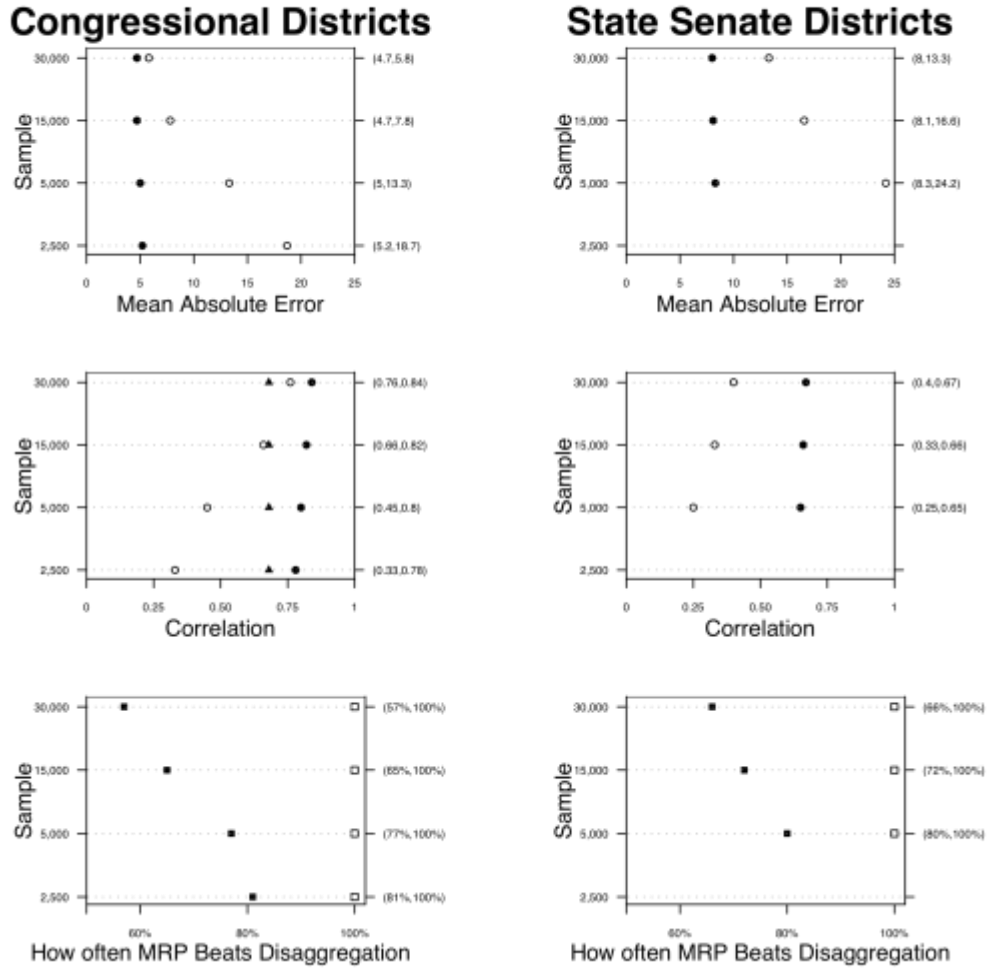 Congressional Districts
State Senate Districts
Sample
30,000
15,000
5,000
2,500
(4.7,5.8)
(4.7,7.8)
(5,13.3)
(5.2,18.7)
0 5 10 15 20 25
Mean Absolute Error
Sample
30,000
15,000
5,000
2,500
(8,13.3)
(8.1,16.6)
(8.3,24.2)
0 5 10 15 20 25
Mean Absolute Error
Sample
30,000
15,000
5,000
2,500
(0.76,0.84)
(0.66,0.82)
(0.45,0.8)
(0.33,0.78)
0 0.25 0.50 0.75 1
Correlation
Sample
30,000
15,000
5,000
2,500
(0.4,0.67)
(0.33,0.66)
(0.25,0.65)
0 0.25 0.50 0.75 1
Correlation
Sample
30,000
15,000
5,000
2,500
(57%,100%)
(65%,100%)
(77%,100%)
(81%,100%)
60% 80% 100%
How often MRP Beats Disaggregation
Sample
30,000
15,000
5,000
2,500
(66%,100%)
(72%,100%)
(80%,100%)
60% 80% 100%
How often MRP Beats Disaggregation